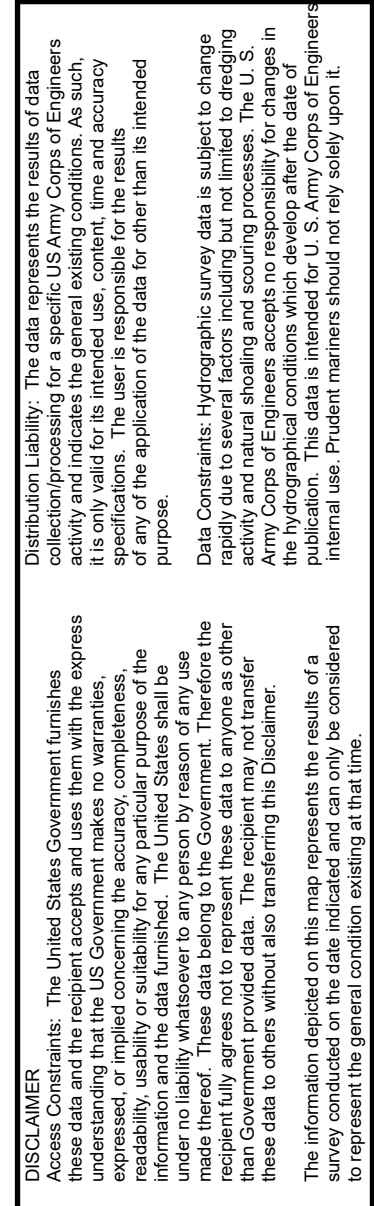 DISCLAIMER
Access Constraints: The United States Government furnishes
these data and the recipient accepts and uses them with the express
understanding that the US Government makes no warranties,
expressed, or implied concerning the accuracy, completeness,
readability, usability or suitability for any particular purpose of the
information and the data furnished. The United States shall be
under no liability whatsoever to any person by reason of any use
made thereof. These data belong to the Government. Therefore the
recipient fully agrees not to represent these data to anyone as other
than Government provided data. The recipient may not transfer
these data to others without also transferring this Disclaimer.
The information depicted on this map represents the results of a
survey conducted on the date indicated and can only be considered
to represent the general condition existing at that time.
Distribution Liability: The data represents the results of data
collection/processing for a specific US Army Corps of Engineers
activity and indicates the general existing conditions. As such,
it is only valid for its intended use, content, time and accuracy
specifications. The user is responsible for the results
of any of the application of the data for other than its intended
purpose.
Data Constraints: Hydrographic survey data is subject to change
rapidly due to several factors including but not limited to dredging
activity and natural shoaling and scouring processes. The U. S.
Army Corps of Engineers accepts no responsibility for changes in
the hydrographical conditions which develop after the date of
publication. This data is intended for U. S. Army Corps of Engineers
internal use. Prudent mariners should not rely solely upon it.